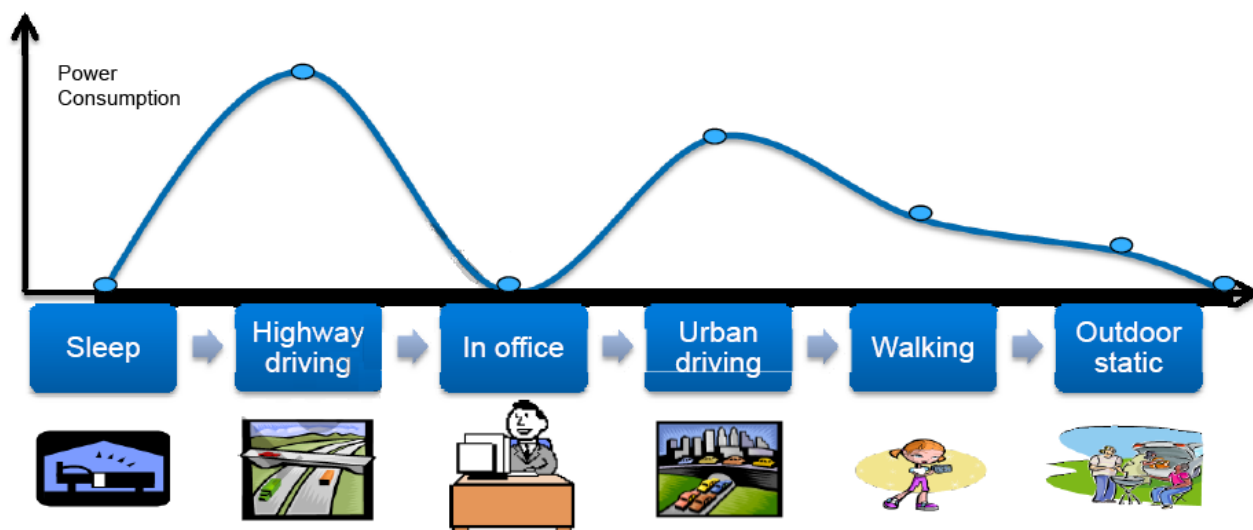 Power
Consumption
Sleep
Highway
driving
In office
Urban
driving
Walking
Outdoor
static